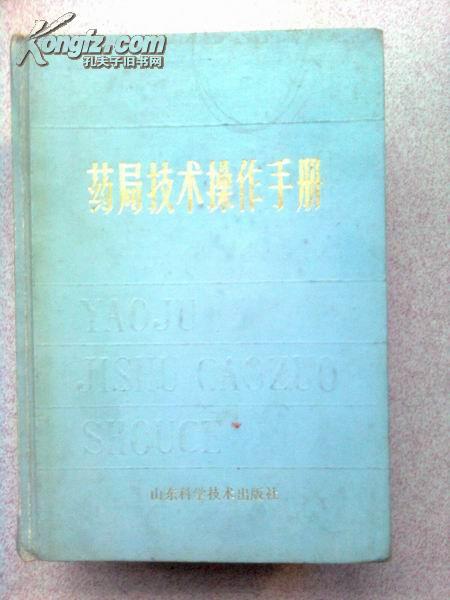 Kongfz.com
孔夫子旧书网
药局技术操作手册
YAOJU
JISHU CAOZUO
SHOUCE
山东科学技术出版社